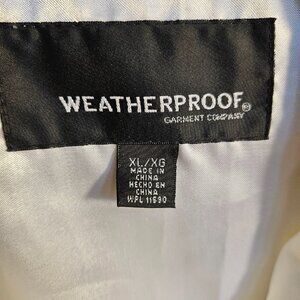 WEATHERPROOF®
GARMENT COMPANY
XL/XG
MADE IN
CHINA
HECHO EN
CHINA
WPL 11690